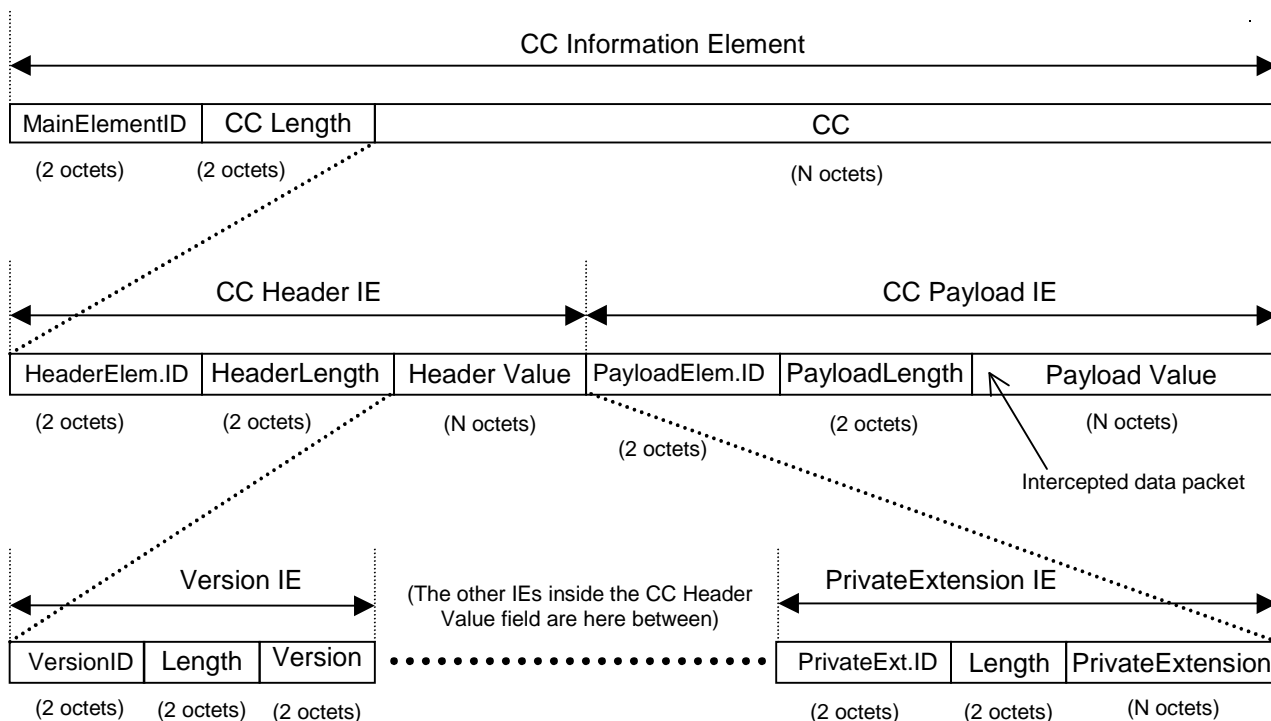 CC Information Element
MainElementID CC Length CC
(2 octets) (2 octets) (N octets)
CC Header IE CC Payload IE
HeaderElem.ID HeaderLength Header Value PayloadElem.ID PayloadLength Payload Value
(2 octets) (2 octets) (N octets) (2 octets) (2 octets) (N octets)
Intercepted data packet
Version IE (The other IEs inside the CC Header PrivateExtension IE
Value field are here between)
VersionID Length Version PrivateExt.ID Length PrivateExtension
(2 octets) (2 octets) (2 octets) (2 octets) (2 octets) (N octets)